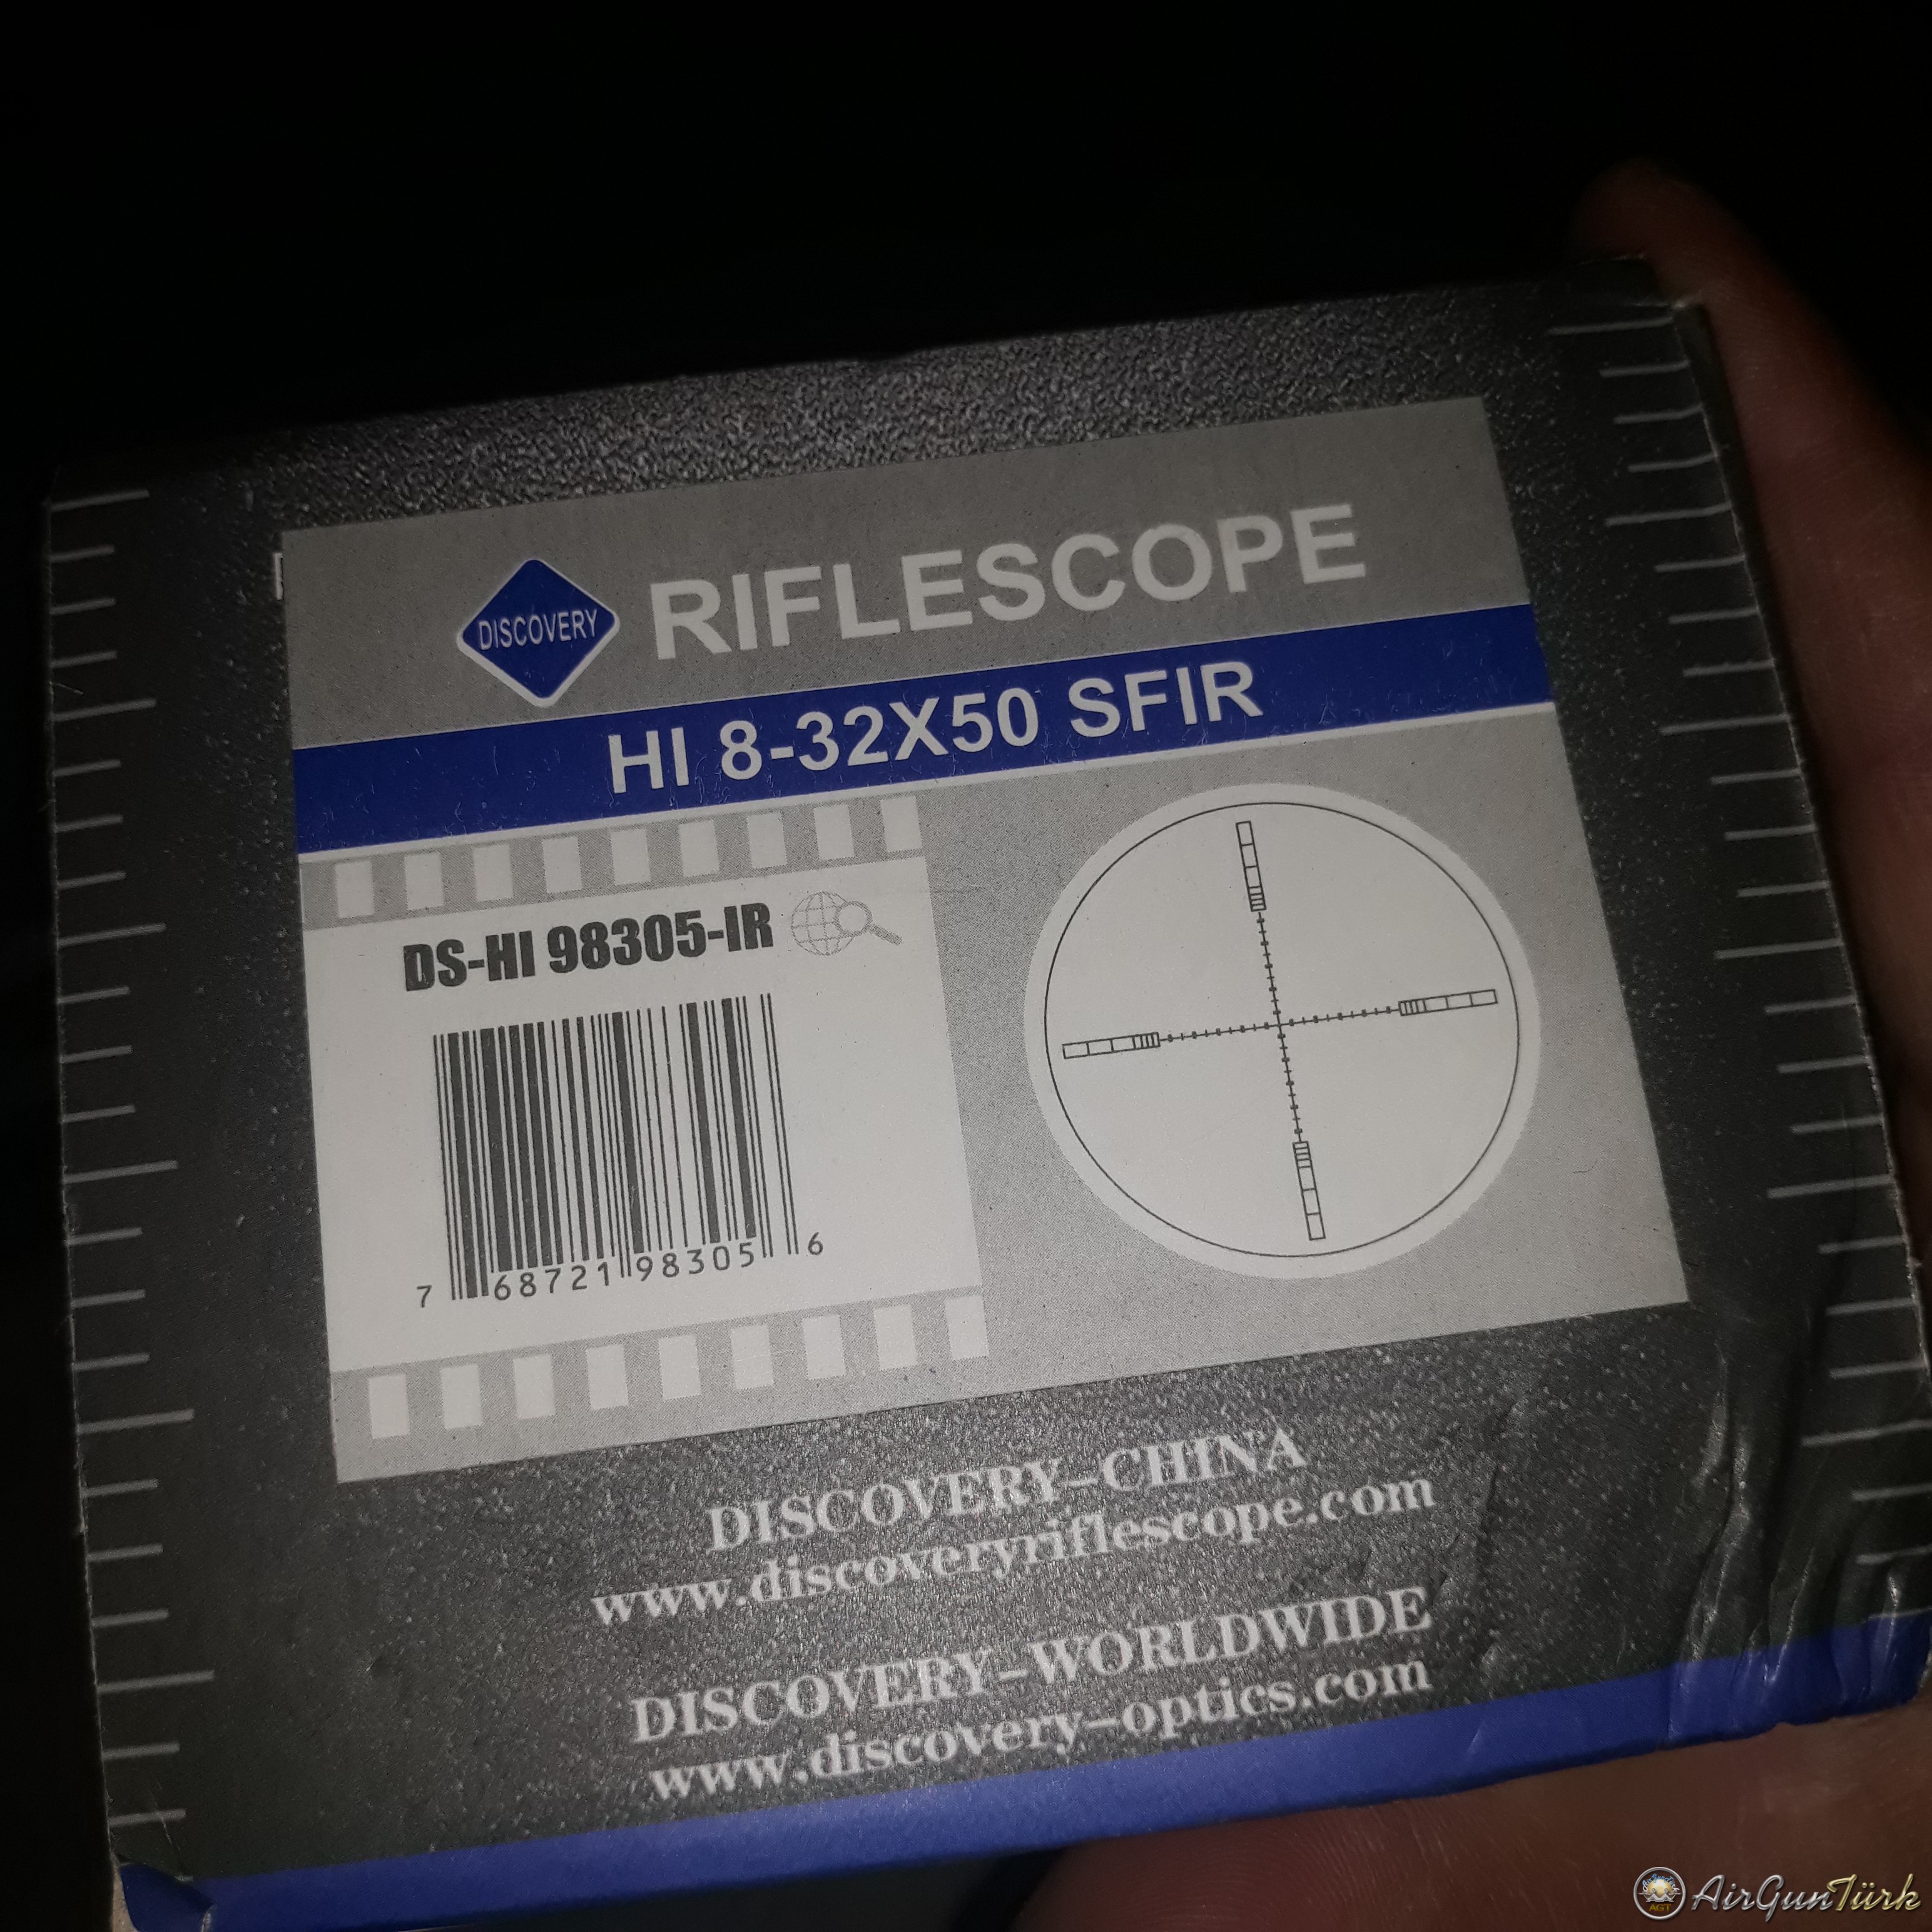 DISCOVERY
RIFLESCOPE
HI 8-32X50 SFIR
DS-HI 98305-IR
7 68721 98305 6
DISCOVERY-CHINA
www.discoveryriflescope.com
DISCOVERY-WORLDWIDE
www.discovery-optics.com
AGT
AirGunTürk